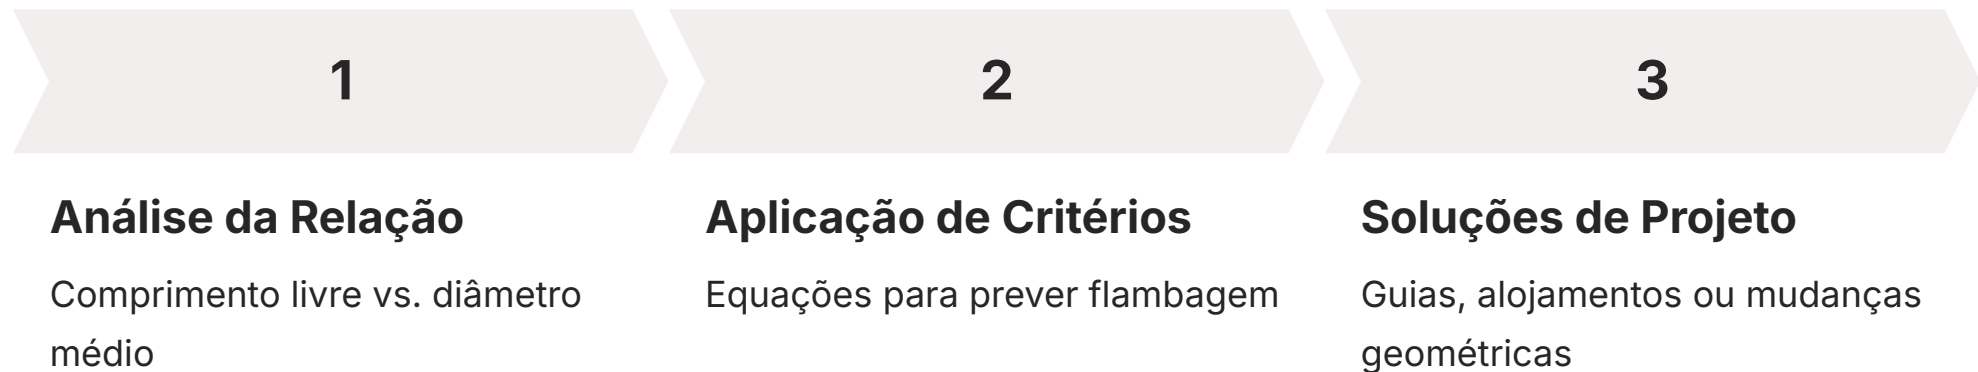 1
2
3
Análise da Relação
Comprimento livre vs. diâmetro
médio
Aplicação de Critérios
Equações para prever flambagem
Soluções de Projeto
Guias, alojamentos ou mudanças
geométricas